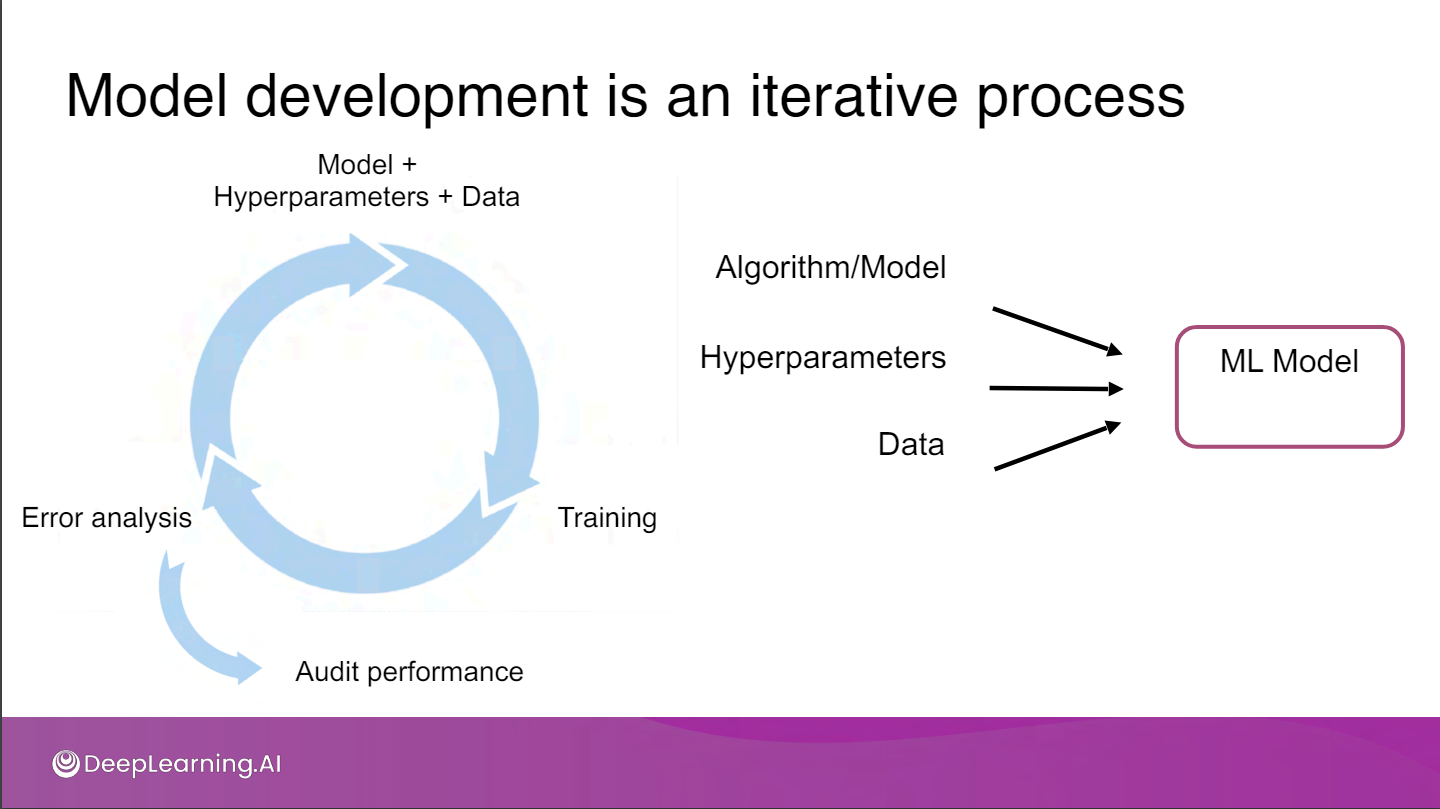 Model development is an iterative process
Model +
Hyperparameters + Data
Error analysis
Training
Audit performance
Algorithm/Model
Hyperparameters
Data
ML Model
DeepLearning.AI